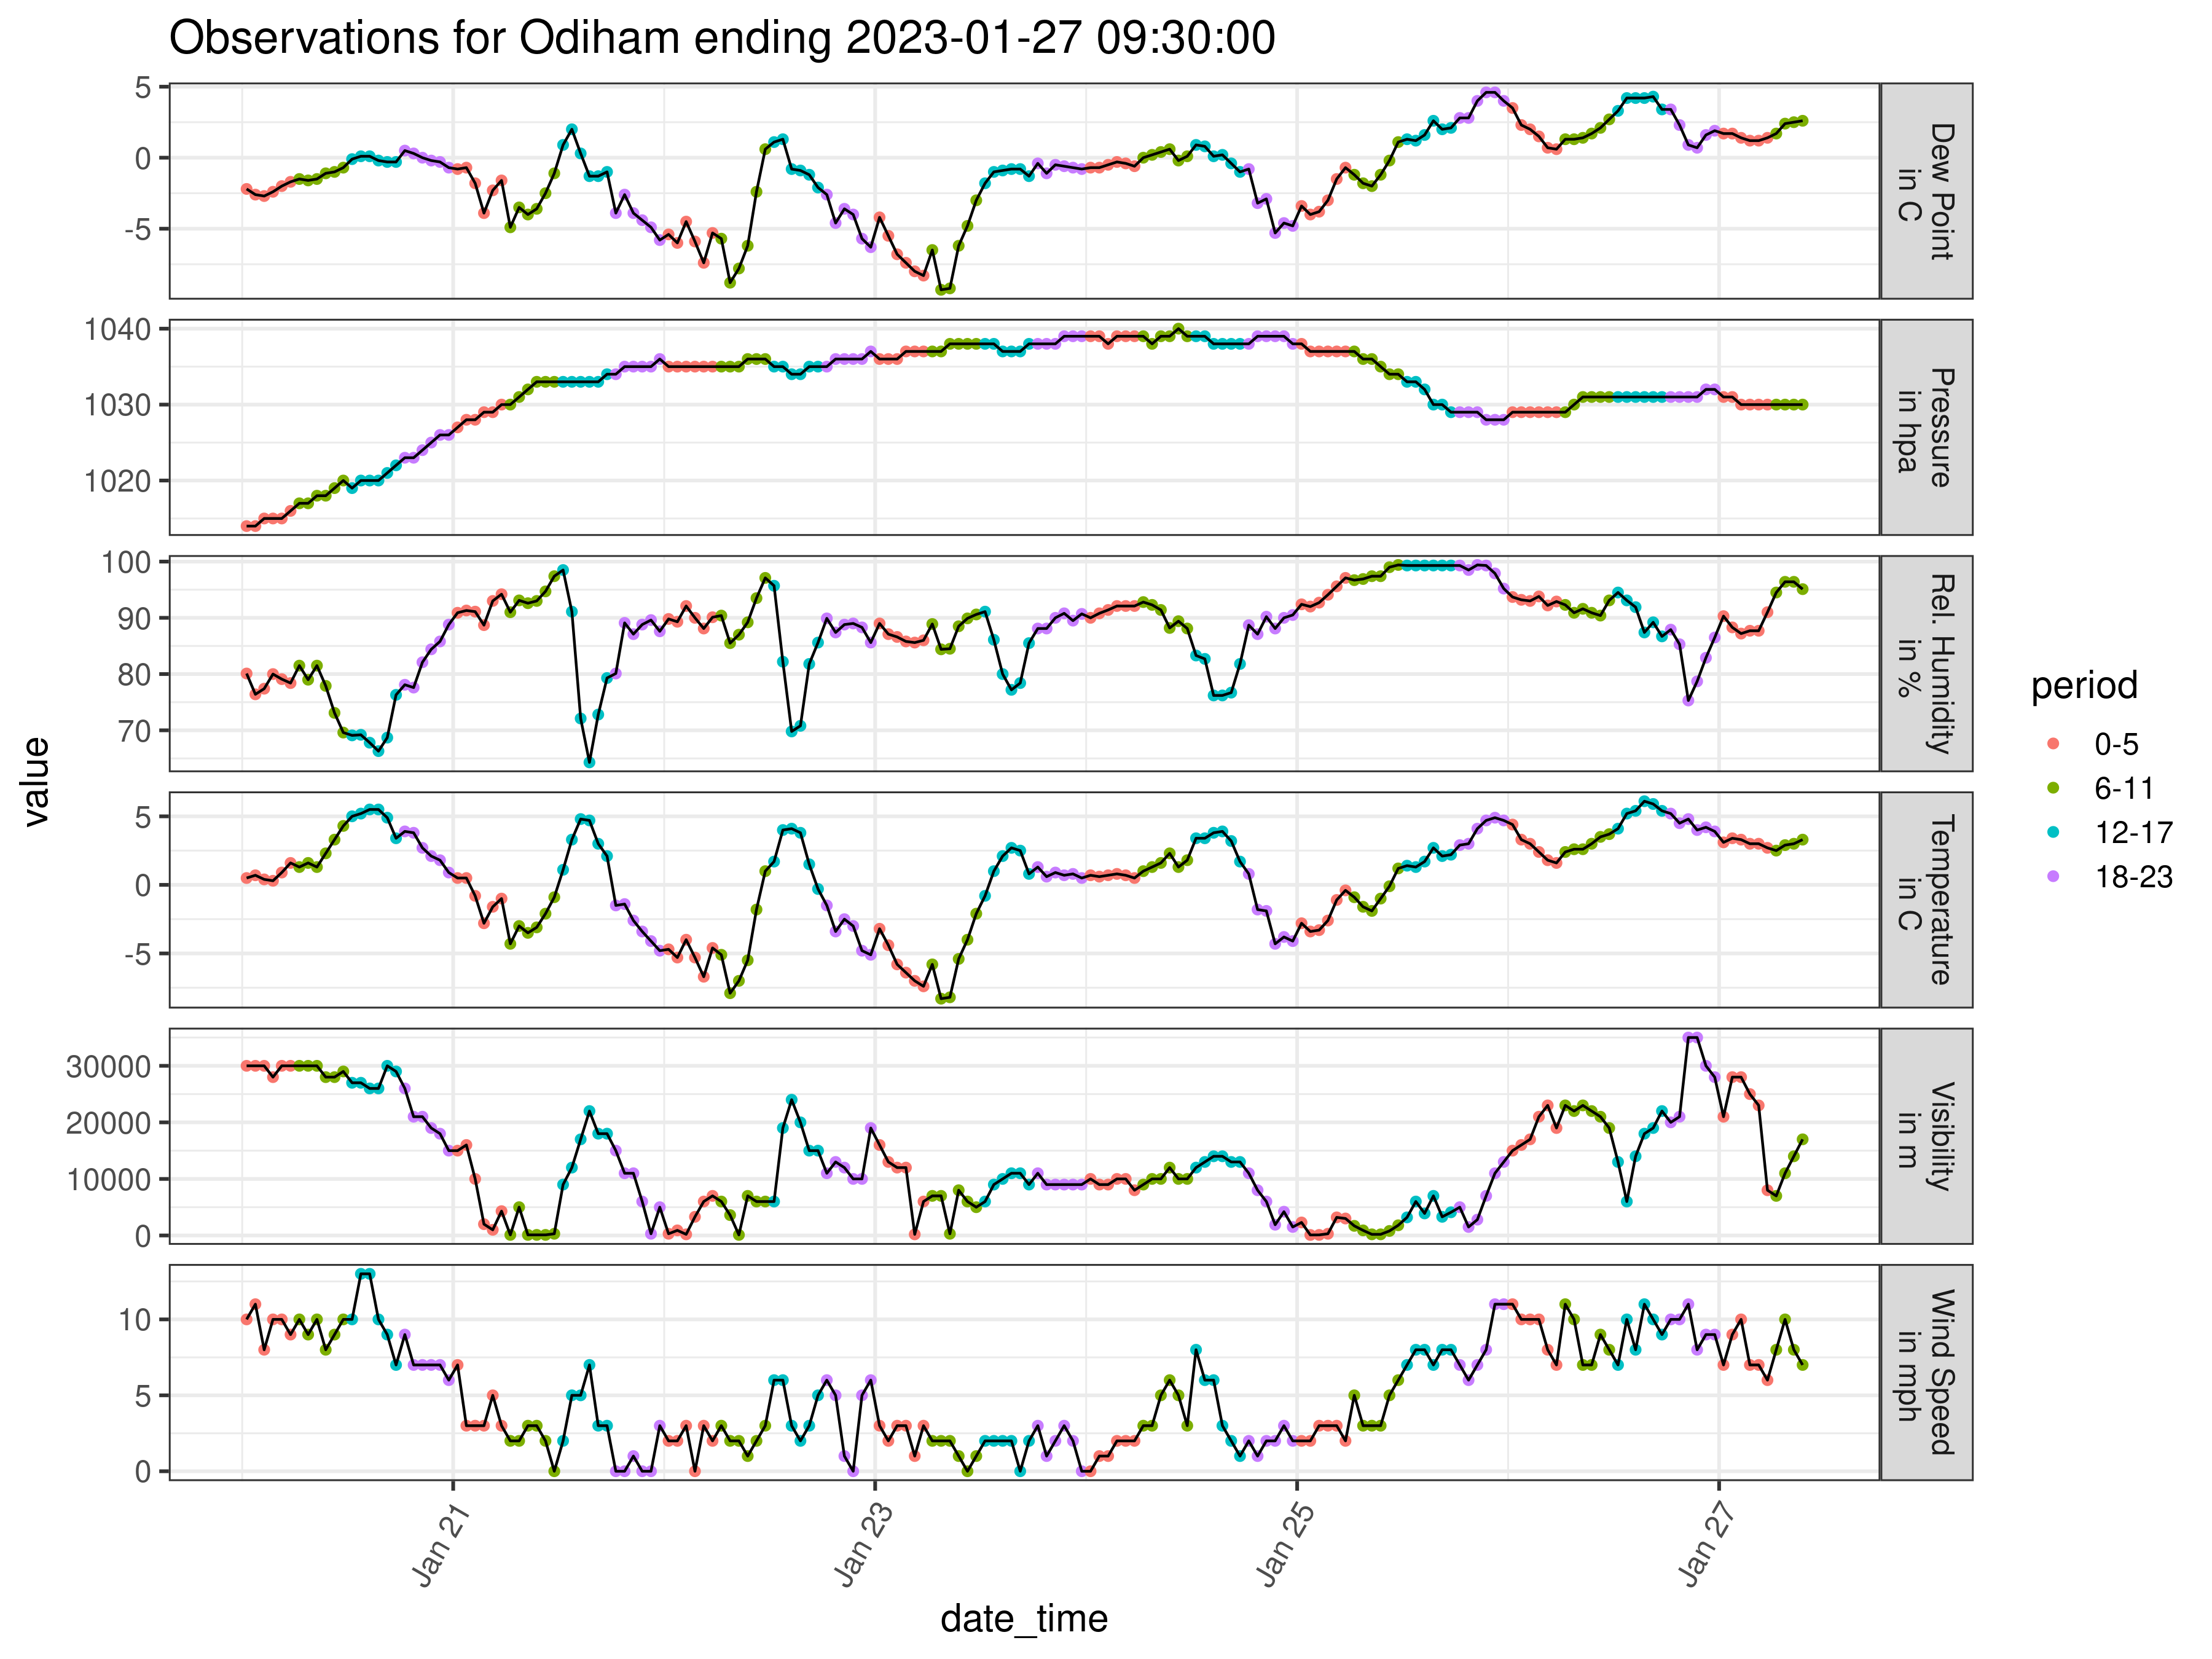 Observations for Odiham ending 2023-01-27 09:30:00
5
0
-5
Dew Point
in C
1040
1030
1020
Pressure
in hpa
100
90
80
70
Rel. Humidity
in %
5
0
-5
Temperature
in C
30000
20000
10000
0
Visibility
in m
10
5
0
Wind Speed
in mph
value
Jan 21
Jan 23
Jan 25
Jan 27
date_time
period
0-5
6-11
12-17
18-23